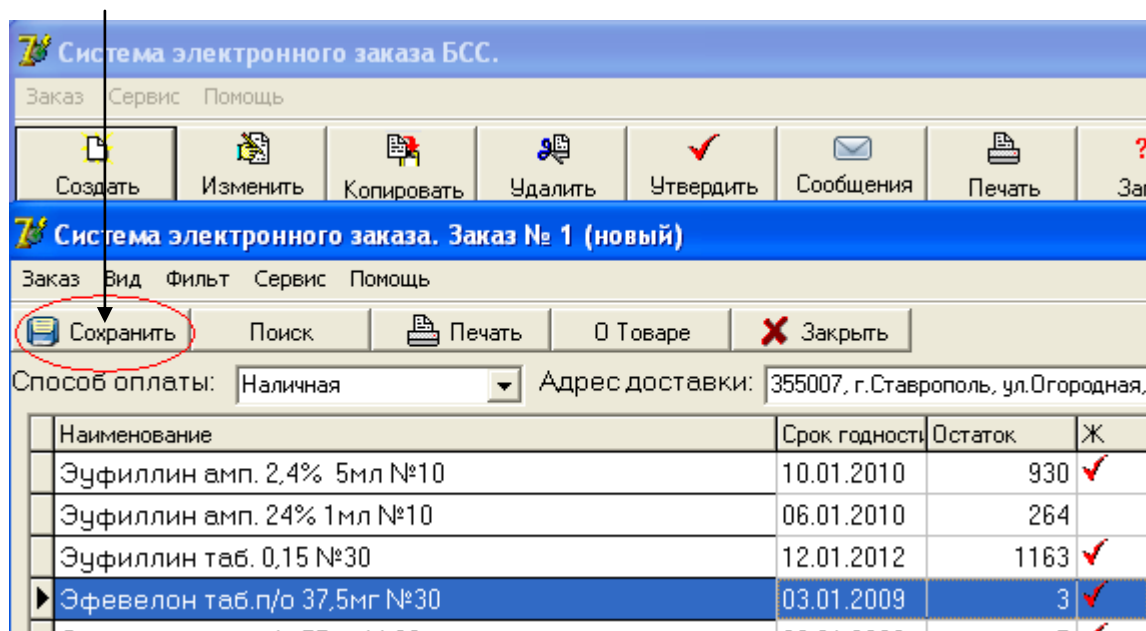 Система электронного заказа БСС.
Заказ Сервис Помощь
Создать Изменить Копировать Удалить Утвердить Сообщения Печать
Система электронного заказа. Заказ № 1 (новый)
Заказ Вид Фильт Сервис Помощь
Сохранить Поиск Печать О Товаре Закрыть
Способ оплаты: Наличная Адрес доставки: 355007, г.Ставрополь, ул.Огородная,
Наименование Срок годности Остаток Ж
Эуфиллин амп. 2,4% 5мл №10 10.01.2010 930
Эуфиллин амп. 24% 1мл №10 06.01.2010 264
Эуфиллин таб. 0,15 №30 12.01.2012 1163
Эфевелон таб.п/о 37,5мг №30 03.01.2009 3